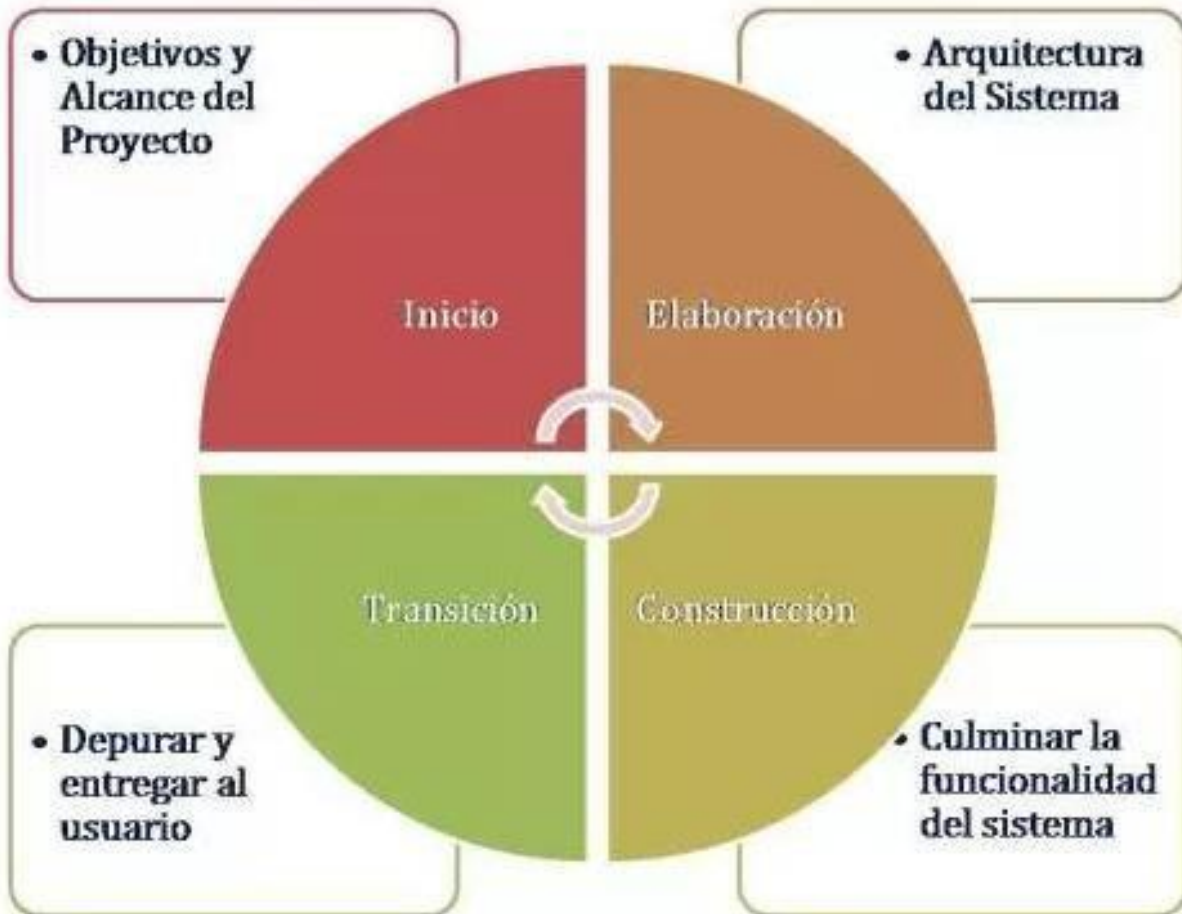 • Objetivos y
Alcance del
Proyecto
• Arquitectura
del Sistema
Inicio
Elaboración
Transición
Construcción
• Depurar y
entregar al
usuario
• Culminar la
funcionalidad
del sistema